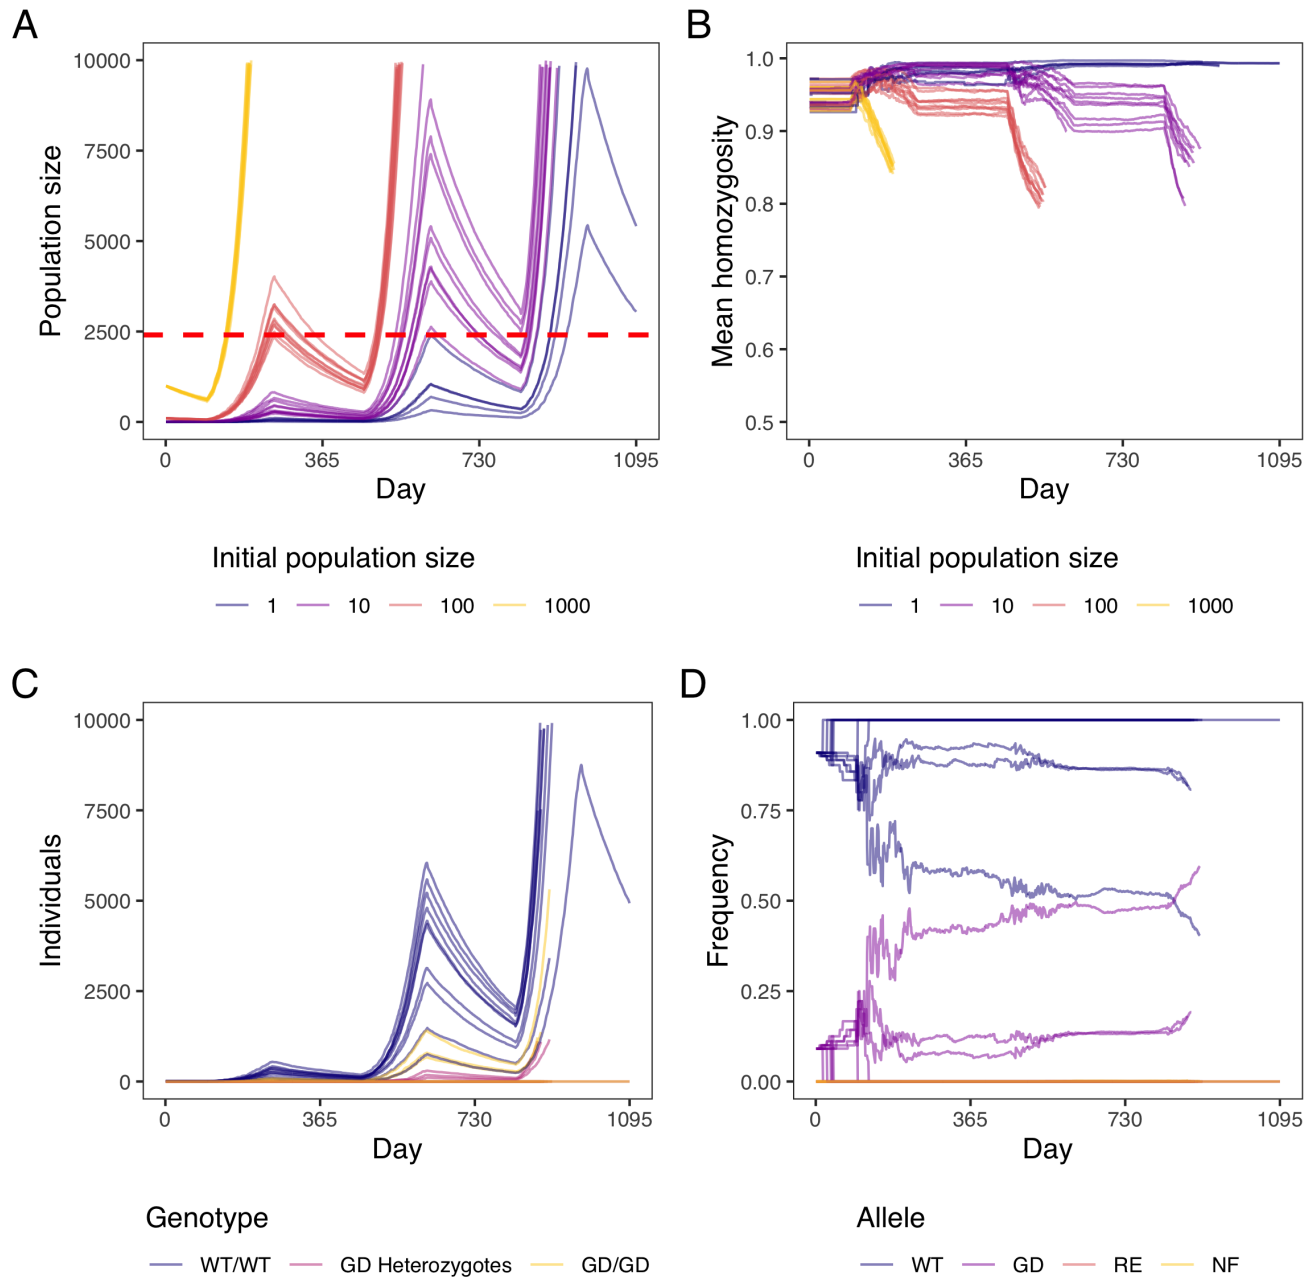 A
Population size
10000
7500
5000
2500
0
0 365 730 1095
Day
Initial population size
1 10 100 1000
B
Mean homozygosity
1.0
0.9
0.8
0.7
0.6
0.5
0 365 730 1095
Day
Initial population size
1 10 100 1000
C
Individuals
10000
7500
5000
2500
0
0 365 730 1095
Day
Genotype
WT/WT GD Heterozygotes GD/GD
D
Frequency
1.00
0.75
0.50
0.25
0.00
0 365 730 1095
Day
Allele
WT GD RE NF